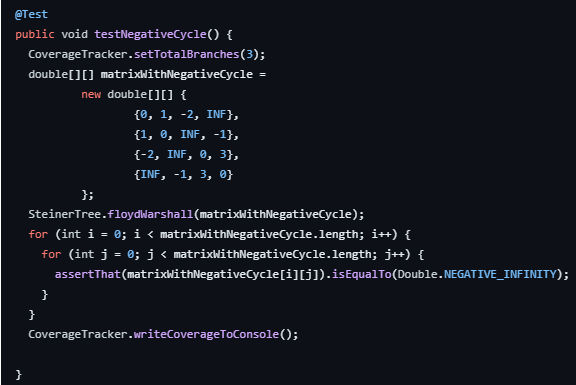 @Test
public void testNegativeCycle() {
  CoverageTracker.setTotalBranches(3);
  double[][] matrixWithNegativeCycle =
          new double[][] {
                  {0, 1, -2, INF},
                  {1, 0, INF, -1},
                  {-2, INF, 0, 3},
                  {INF, -1, 3, 0}
          };
  SteinerTree.floydWarshall(matrixWithNegativeCycle);
  for (int i = 0; i < matrixWithNegativeCycle.length; i++) {
    for (int j = 0; j < matrixWithNegativeCycle.length; j++) {
      assertThat(matrixWithNegativeCycle[i][j]).isEqualTo(Double.NEGATIVE_INFINITY);
    }
  }
  CoverageTracker.writeCoverageToConsole();

}